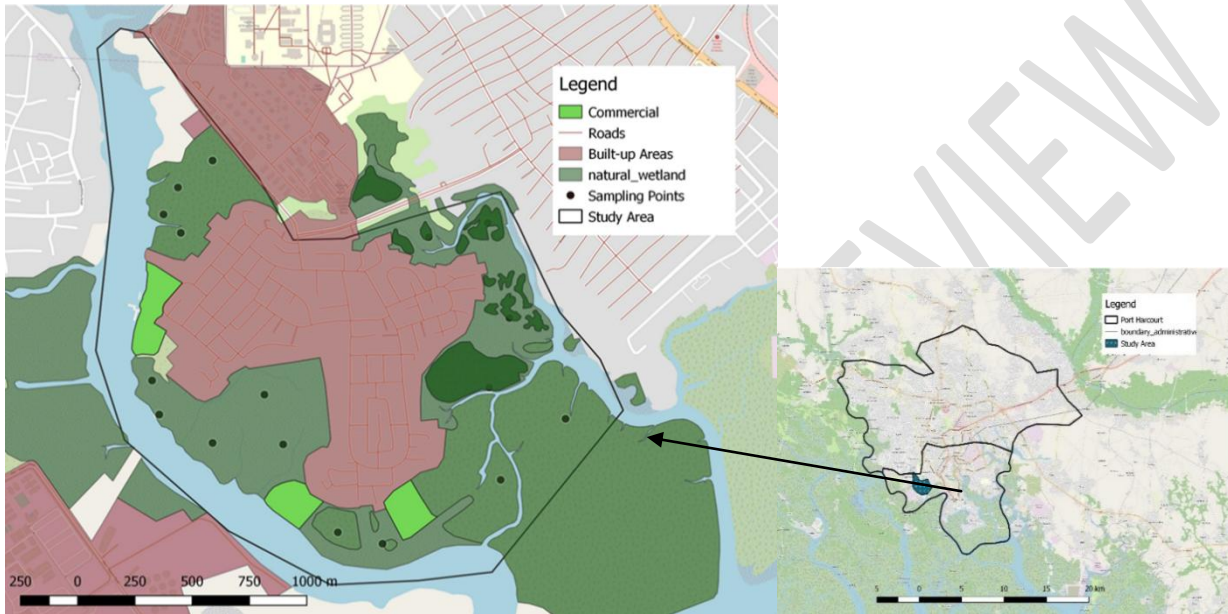 Legend
Commercial
Roads
Built-up Areas
natural_wetland
Sampling Points
Study Area
250 0 250 500 750 1000 m
VIEW
Legend
Port Harcourt
boundary_administrative
Study Area
5 0 5 10 15 20 km